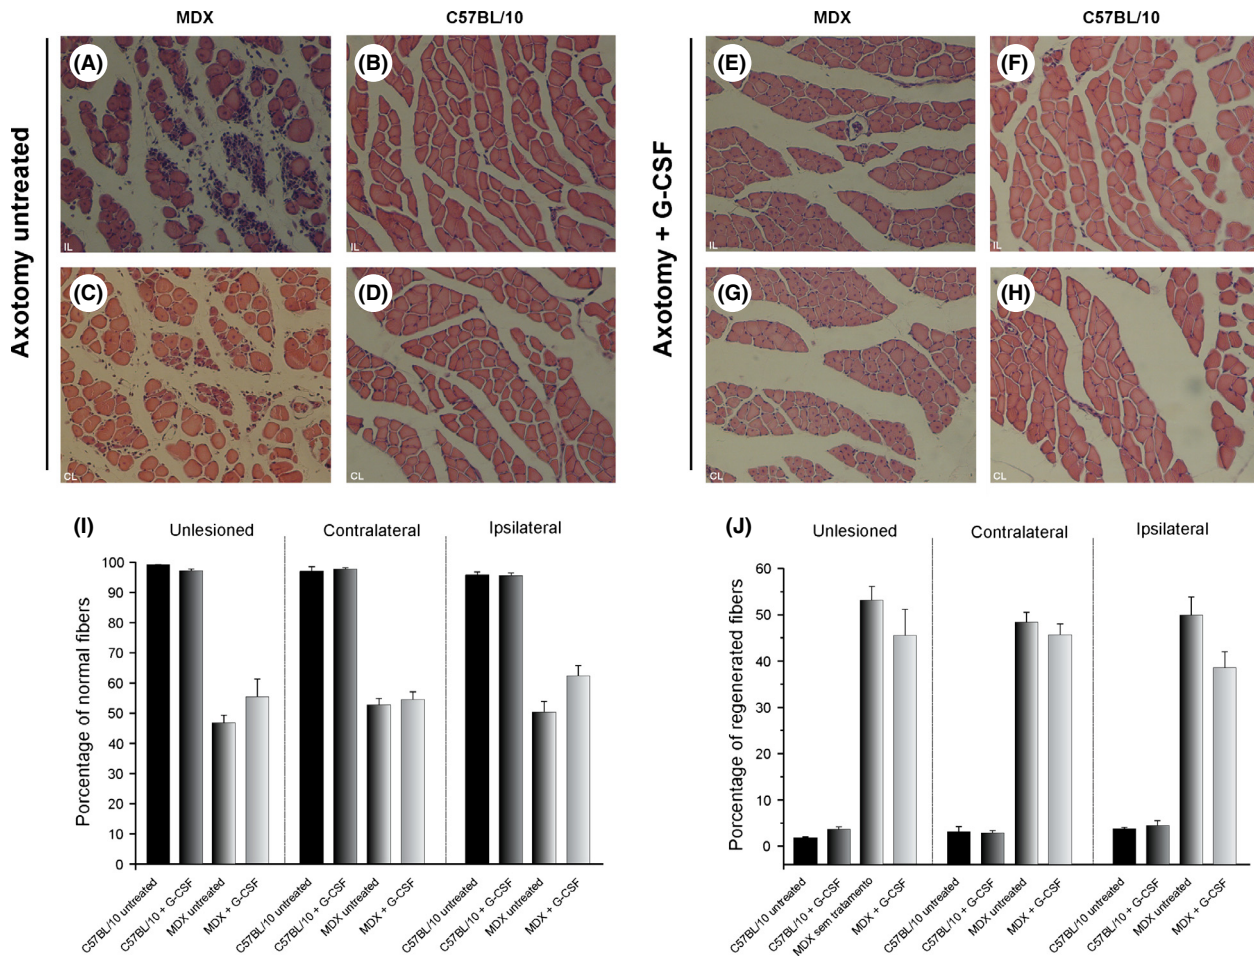 MDX
C57BL/10
MDX
C57BL/10
Axotomy untreated
(A)
IL
(B)
IL
(C)
CL
(D)
CL
Axotomy + G-CSF
(E)
IL
(F)
IL
(G)
CL
(H)
CL
(I)
Unlesioned
Contralateral
Ipsilateral
Porcentage of normal fibers
100
90
80
70
60
50
40
30
20
10
0
C57BL/10 untreated
C57BL/10 + G-CSF
MDX untreated
MDX + G-CSF
C57BL/10 untreated
C57BL/10 + G-CSF
MDX untreated
MDX + G-CSF
C57BL/10 untreated
C57BL/10 + G-CSF
MDX untreated
MDX + G-CSF
(J)
Unlesioned
Contralateral
Ipsilateral
Porcentage of regenerated fibers
60
50
40
30
20
10
0
C57BL/10 untreated
C57BL/10 + G-CSF
MDX sem tratamento
MDX + G-CSF
C57BL/10 untreated
C57BL/10 + G-CSF
MDX untreated
MDX + G-CSF
C57BL/10 untreated
C57BL/10 + G-CSF
MDX untreated
MDX + G-CSF